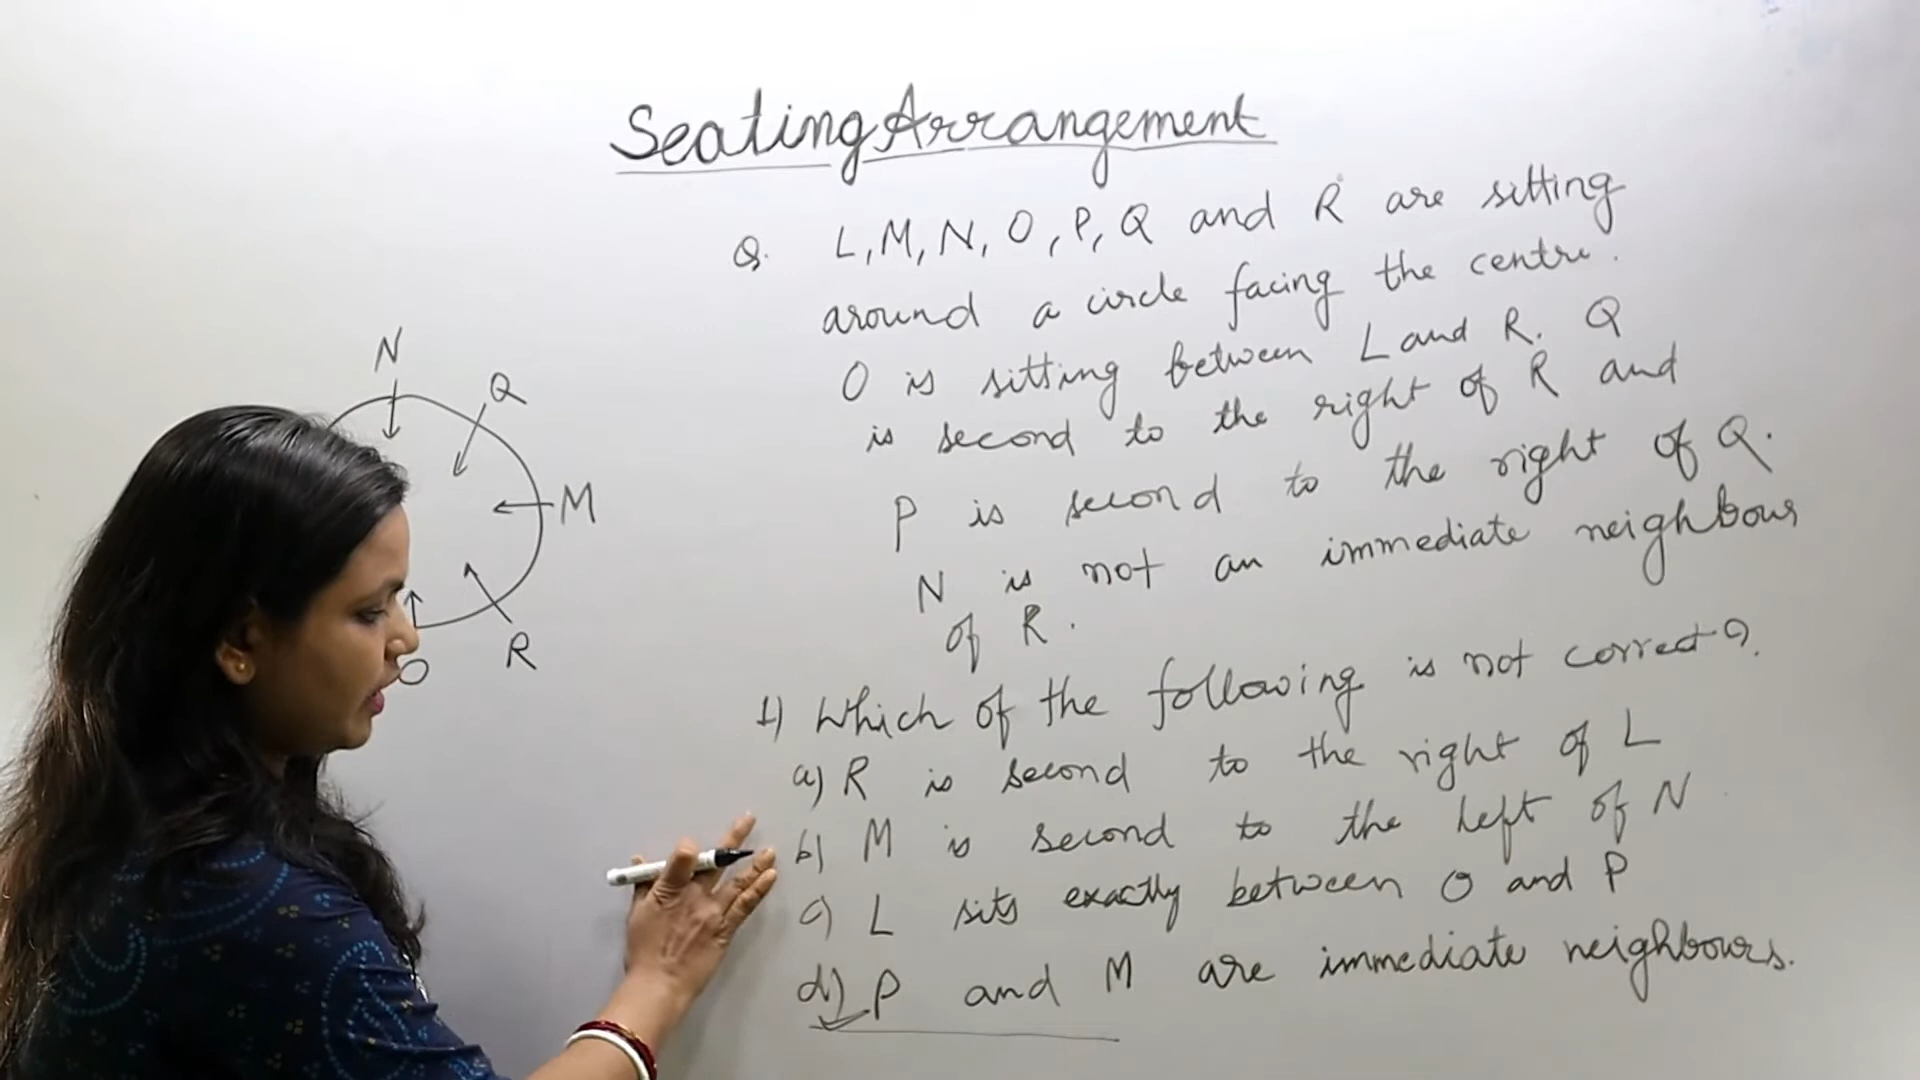 Seating Arrangement
Q. L, M, N, O, P, Q and R are sitting
around a circle facing the centre.
O is sitting between L and R. Q
is second to the right of R and
P is second to the right of Q.
N is not an immediate neighbour
of R.
1) Which of the following is not correct?
a) R is second to the right of L
b) M is second to the left of N
c) L sits exactly between O and P
d) P and M are immediate neighbours.
N
Q
M
R
O